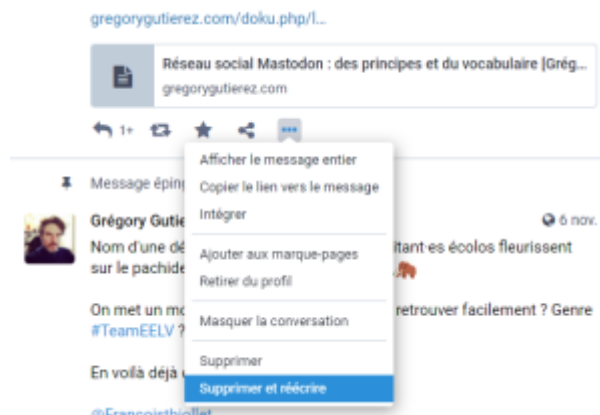 gregorygutierez.com/doku.php/l...
Réseau social Mastodon : des principes et du vocabulaire [Grég...
gregorygutierez.com
1+
Afficher le message entier
Copier le lien vers le message
Intégrer
Ajouter aux marque-pages
Retirer du profil
Masquer la conversation
Supprimer
Supprimer et réécrire
Message épin
Grégory Gutie
6 nov.
Nom d'une dé
itant·es écolos fleurissent
sur le pachide
On met un mo
retrouver facilement ? Genre
#TeamEELV ?
En voilà déjà
@Francoisthiollet